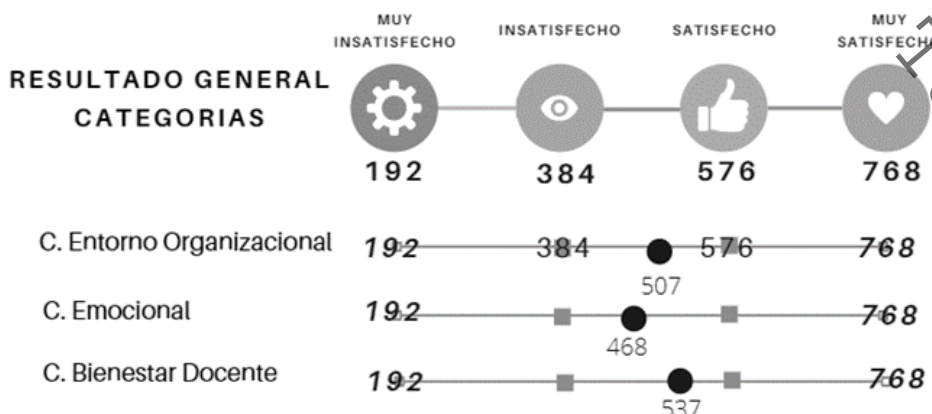 MUY
INSATISFECHO
INSATISFECHO
SATISFECHO
MUY
SATISFECHO
RESULTADO GENERAL
CATEGORIAS
192 384 576 768
C. Entorno Organizacional 192 384 576 768
507
C. Emocional 192 768
468
C. Bienestar Docente 192 768
537